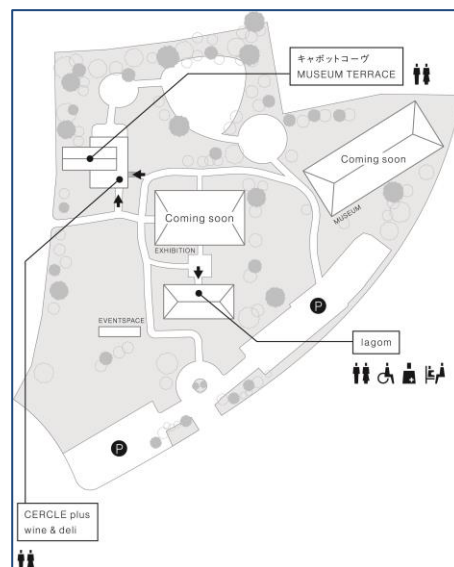 キャボットコーヴ
MUSEUM TERRACE
Coming soon
MUSEUM
Coming soon
EXHIBITION
EVENTSPACE
P
lagom
P
CERCLE plus
wine & deli